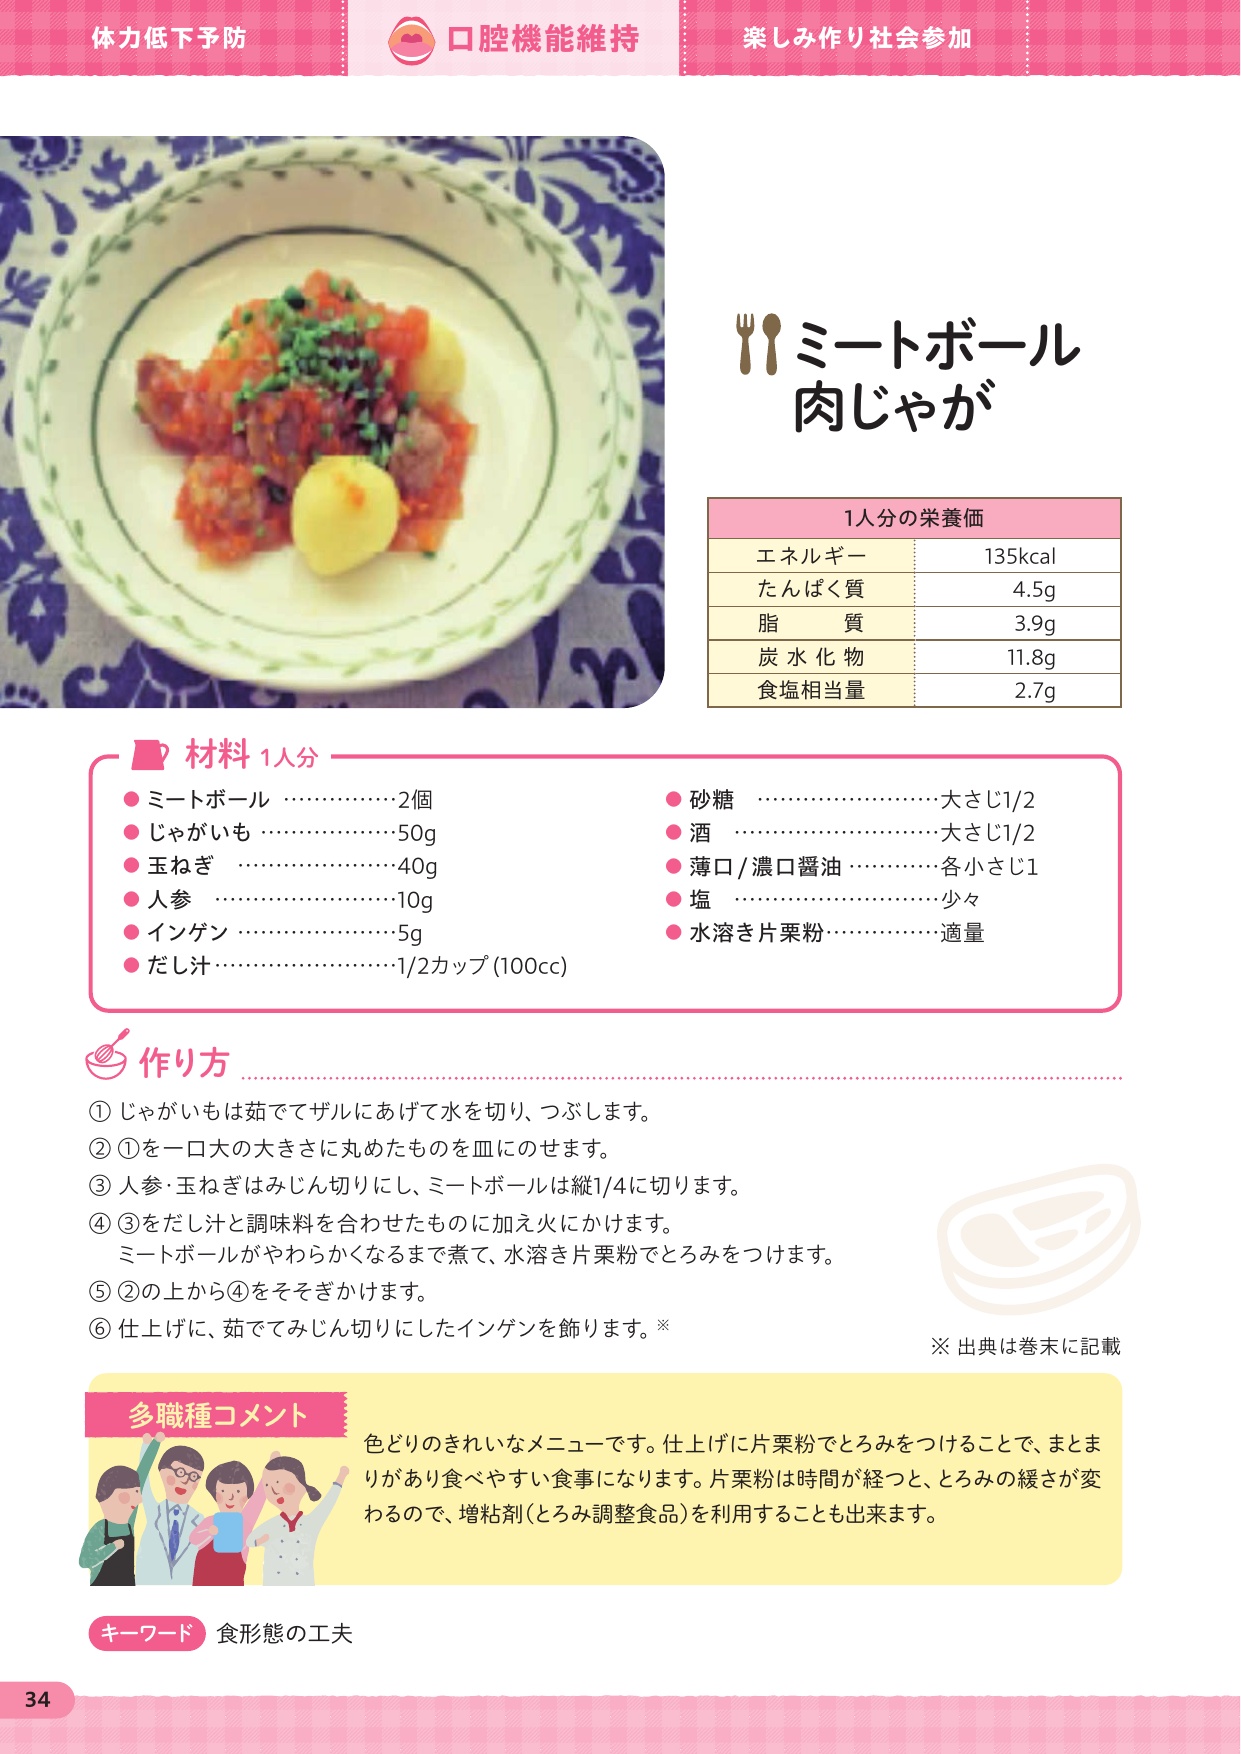 体力低下予防
口腔機能維持
楽しみ作り社会参加
ミートボール
肉じゃが
1人分の栄養価
エネルギー 135kcal
たんぱく質 4.5g
脂質 3.9g
炭水化物 11.8g
食塩相当量 2.7g
材料 1人分
● ミートボール ……………2個
● じゃがいも ………………50g
● 玉ねぎ …………………40g
● 人参 ……………………10g
● インゲン …………………5g
● だし汁……………………1/2カップ(100cc)
● 砂糖 ……………………大さじ1/2
● 酒 ………………………大さじ1/2
● 薄口/濃口醤油 …………各小さじ1
● 塩 ………………………少々
● 水溶き片栗粉……………適量
作り方
① じゃがいもは茹でてザルにあげて水を切り、つぶします。
② ①を一口大の大きさに丸めたものを皿にのせます。
③ 人参・玉ねぎはみじん切りにし、ミートボールは縦1/4に切ります。
④ ③をだし汁と調味料を合わせたものに加え火にかけます。
ミートボールがやわらかくなるまで煮て、水溶き片栗粉でとろみをつけます。
⑤ ②の上から④をそそぎかけます。
⑥ 仕上げに、茹でてみじん切りにしたインゲンを飾ります。※
※ 出典は巻末に記載
多職種コメント
色どりのきれいなメニューです。仕上げに片栗粉でとろみをつけることで、まとま
りがあり食べやすい食事になります。片栗粉は時間が経つと、とろみの緩さが変
わるので、増粘剤(とろみ調整食品)を利用することも出来ます。
キーワード 食形態の工夫
34